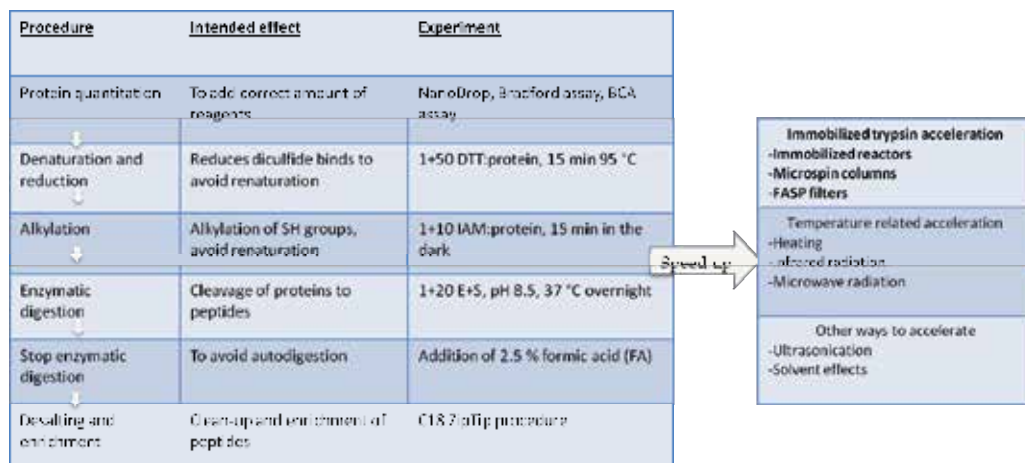 Procedure Intended effect Experiment
Protein quantitation To add correct amount of NanoDrop, Bradford assay, BCA
reagents assay
Denaturation and Reduces diculfide binds to 1+50 DTT:protein, 15 min 95 °C
reduction avoid renaturation
Alkylation Alkylation of SH groups, 1+10 IAM:protein, 15 min in the
avoid renaturation dark
Enzymatic Cleavage of proteins to 1+20 E+S, pH 8.5, 37 °C overnight
digestion peptides
Stop enzymatic To avoid autodigestion Addition of 2.5 % formic acid (FA)
digestion
Desalting and Clean-up and enrichment of C18 ZipTip procedure
enrichment peptides
Speed up
Immobilized trypsin acceleration
-Immobilized reactors
-Microspin columns
-FASP filters
Temperature related acceleration
-Heating
-Infrared radiation
-Microwave radiation
Other ways to accelerate
-Ultrasonication
-Solvent effects